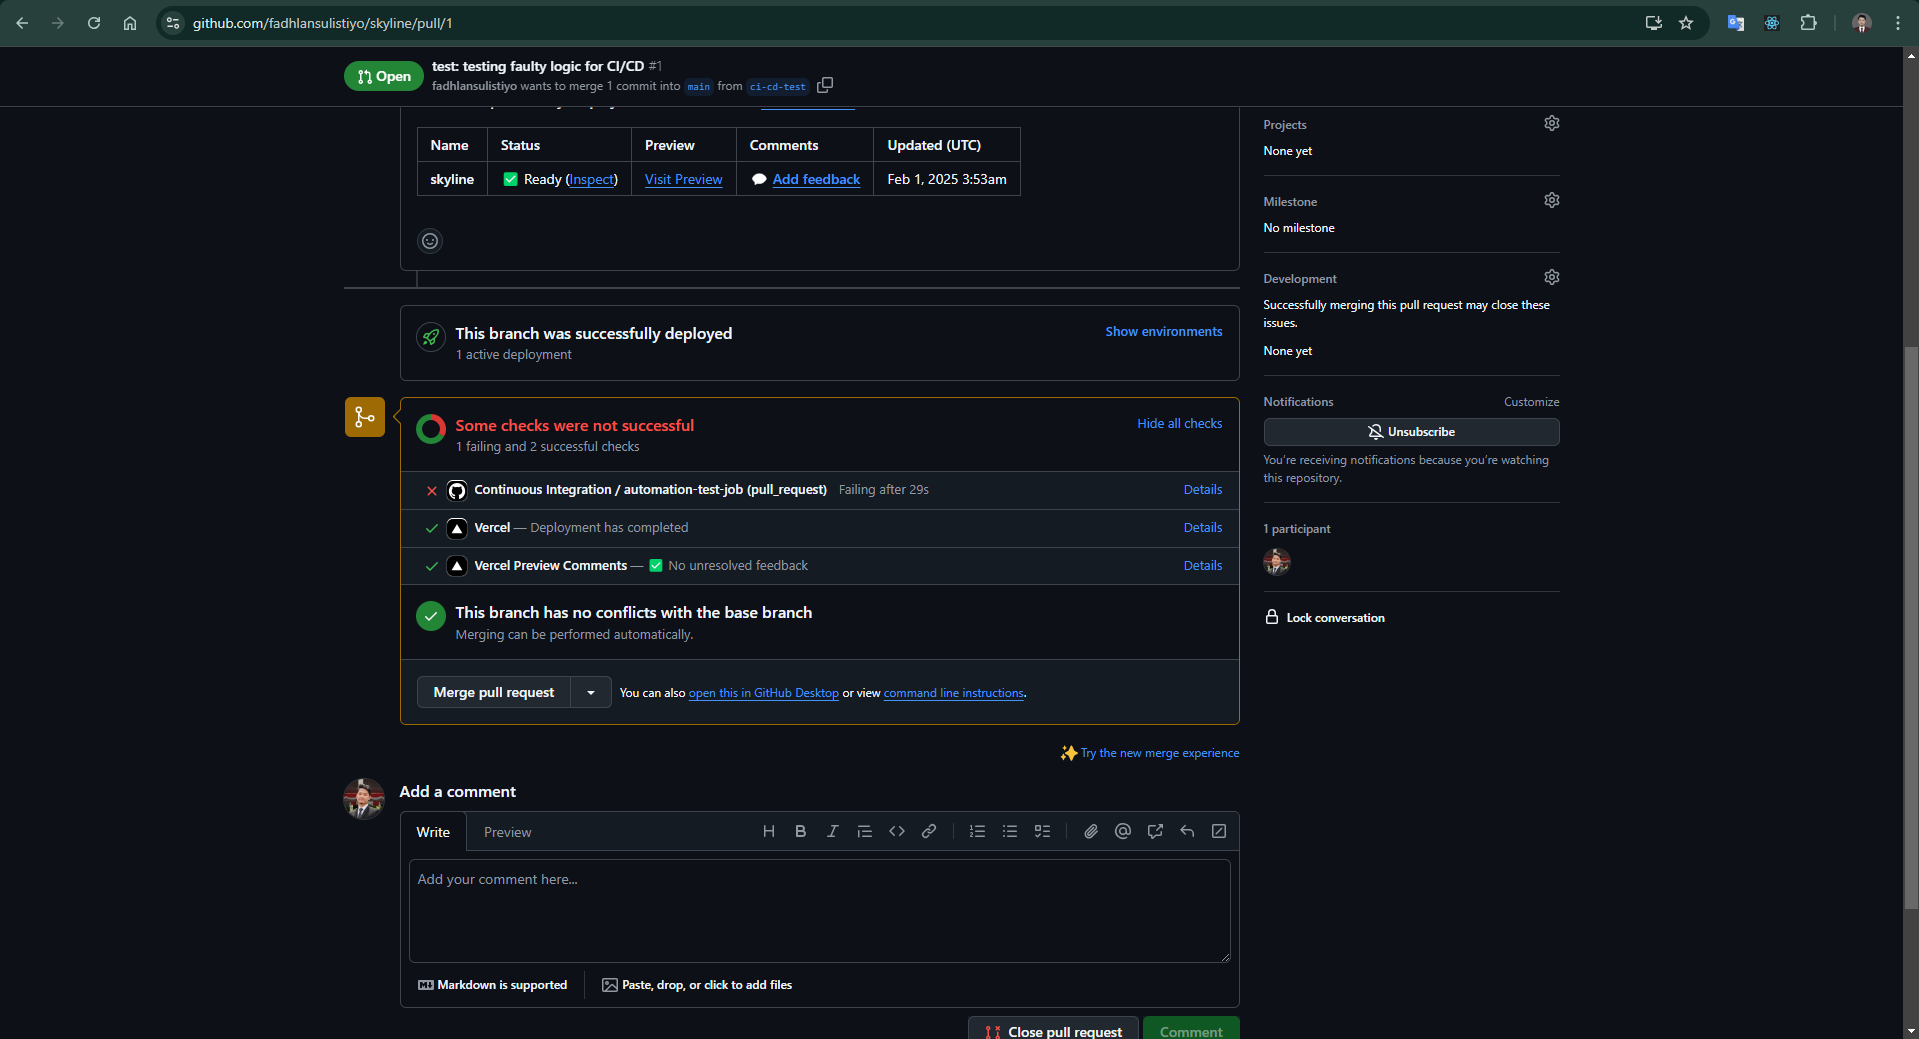 github.com/fadhlansulistiyo/skyline/pull/1
Open
test: testing faulty logic for CI/CD #1
fadhlansulistiyo wants to merge 1 commit into main from ci-cd-test
Name Status Preview Comments Updated (UTC)
skyline ✅ Ready (Inspect) Visit Preview 💬 Add feedback Feb 1, 2025 3:53am
This branch was successfully deployed
Show environments
1 active deployment
Some checks were not successful
Hide all checks
1 failing and 2 successful checks
Continuous Integration / automation-test-job (pull_request) Failing after 29s Details
Vercel — Deployment has completed Details
Vercel Preview Comments — ✅ No unresolved feedback Details
This branch has no conflicts with the base branch
Merging can be performed automatically.
Merge pull request You can also open this in GitHub Desktop or view command line instructions.
✨ Try the new merge experience
Add a comment
Write Preview
Add your comment here...
Markdown is supported Paste, drop, or click to add files
Close pull request Comment
Projects
None yet
Milestone
No milestone
Development
Successfully merging this pull request may close these
issues.
None yet
Notifications Customize
Unsubscribe
You're receiving notifications because you're watching
this repository.
1 participant
Lock conversation